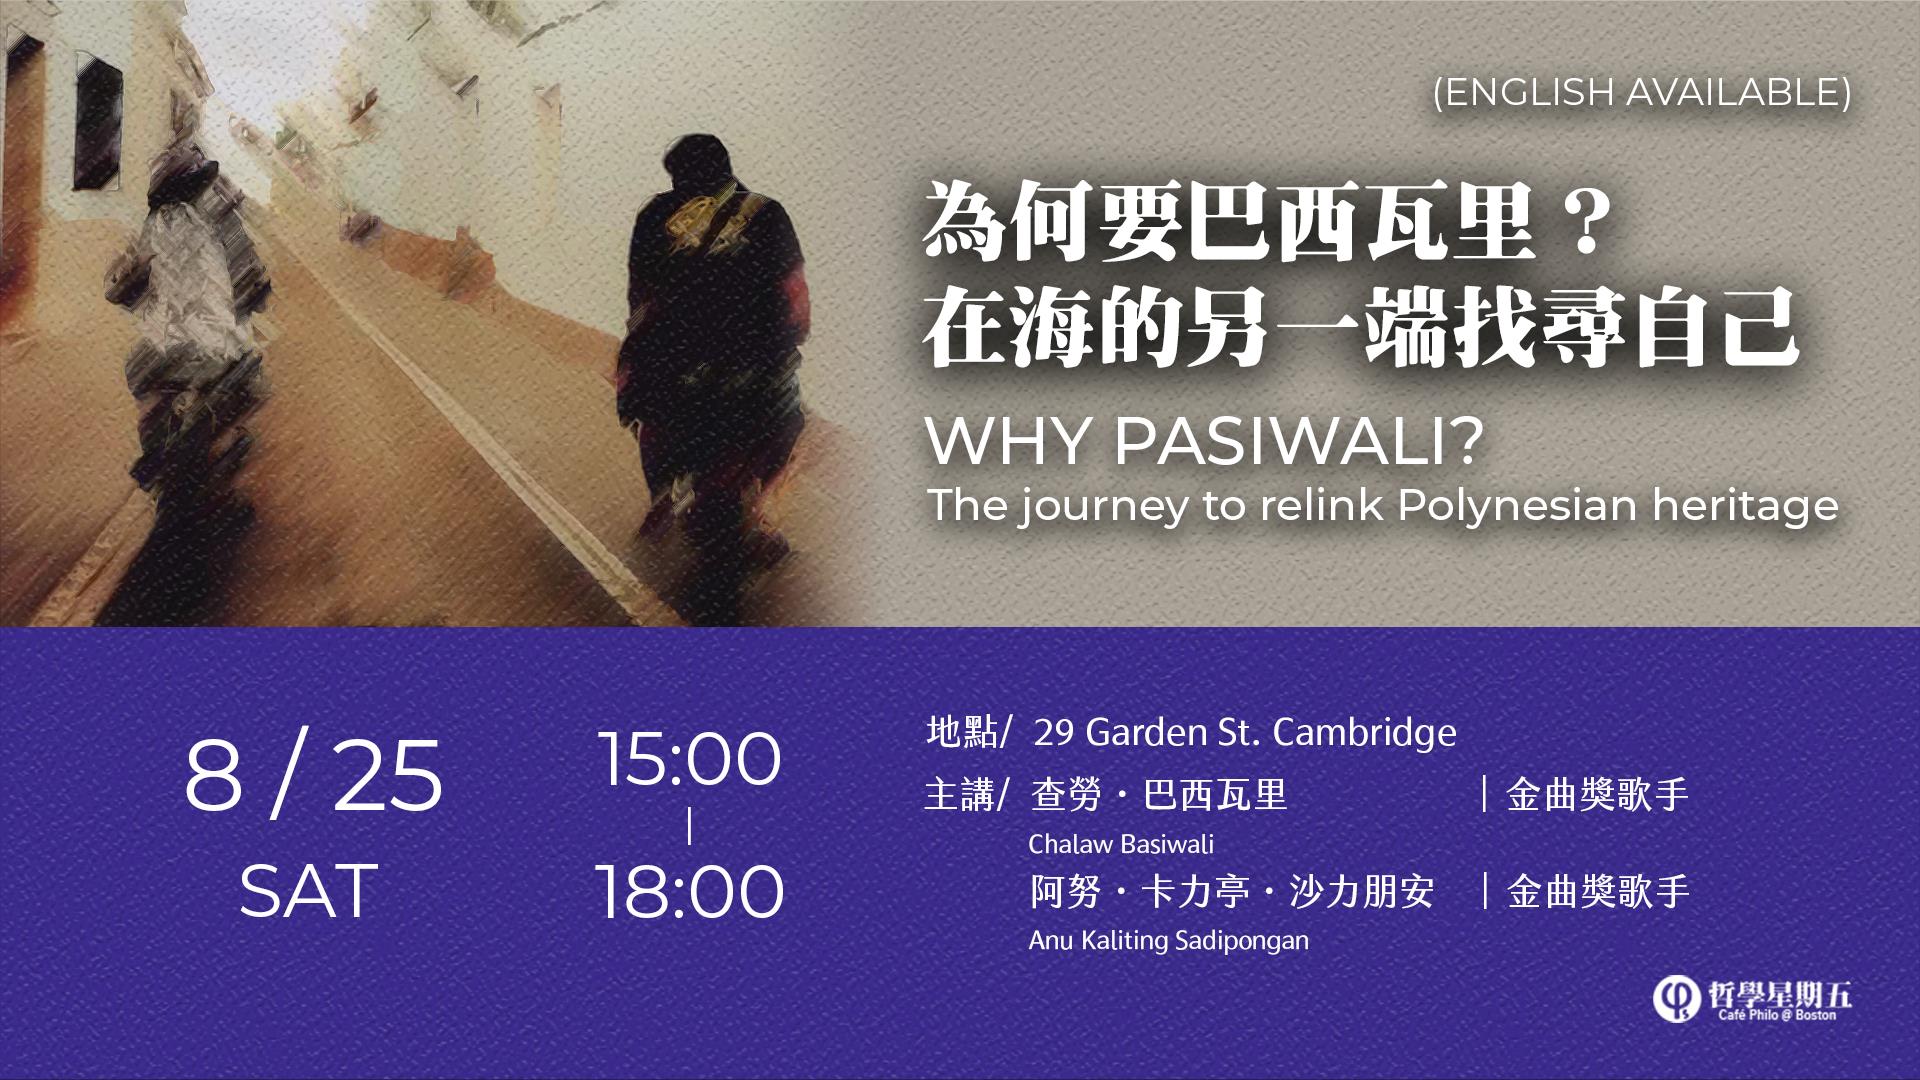 (ENGLISH AVAILABLE)
為何要巴西瓦里？
在海的另一端找尋自己
WHY PASIWALI?
The journey to relink Polynesian heritage
8 / 25
SAT
15:00
|
18:00
地點/ 29 Garden St. Cambridge
主講/ 查勞・巴西瓦里 | 金曲獎歌手
Chalaw Basiwali
阿努・卡力亭・沙力朋安 | 金曲獎歌手
Anu Kaliting Sadipongan
哲學星期五
Café Philo @ Boston